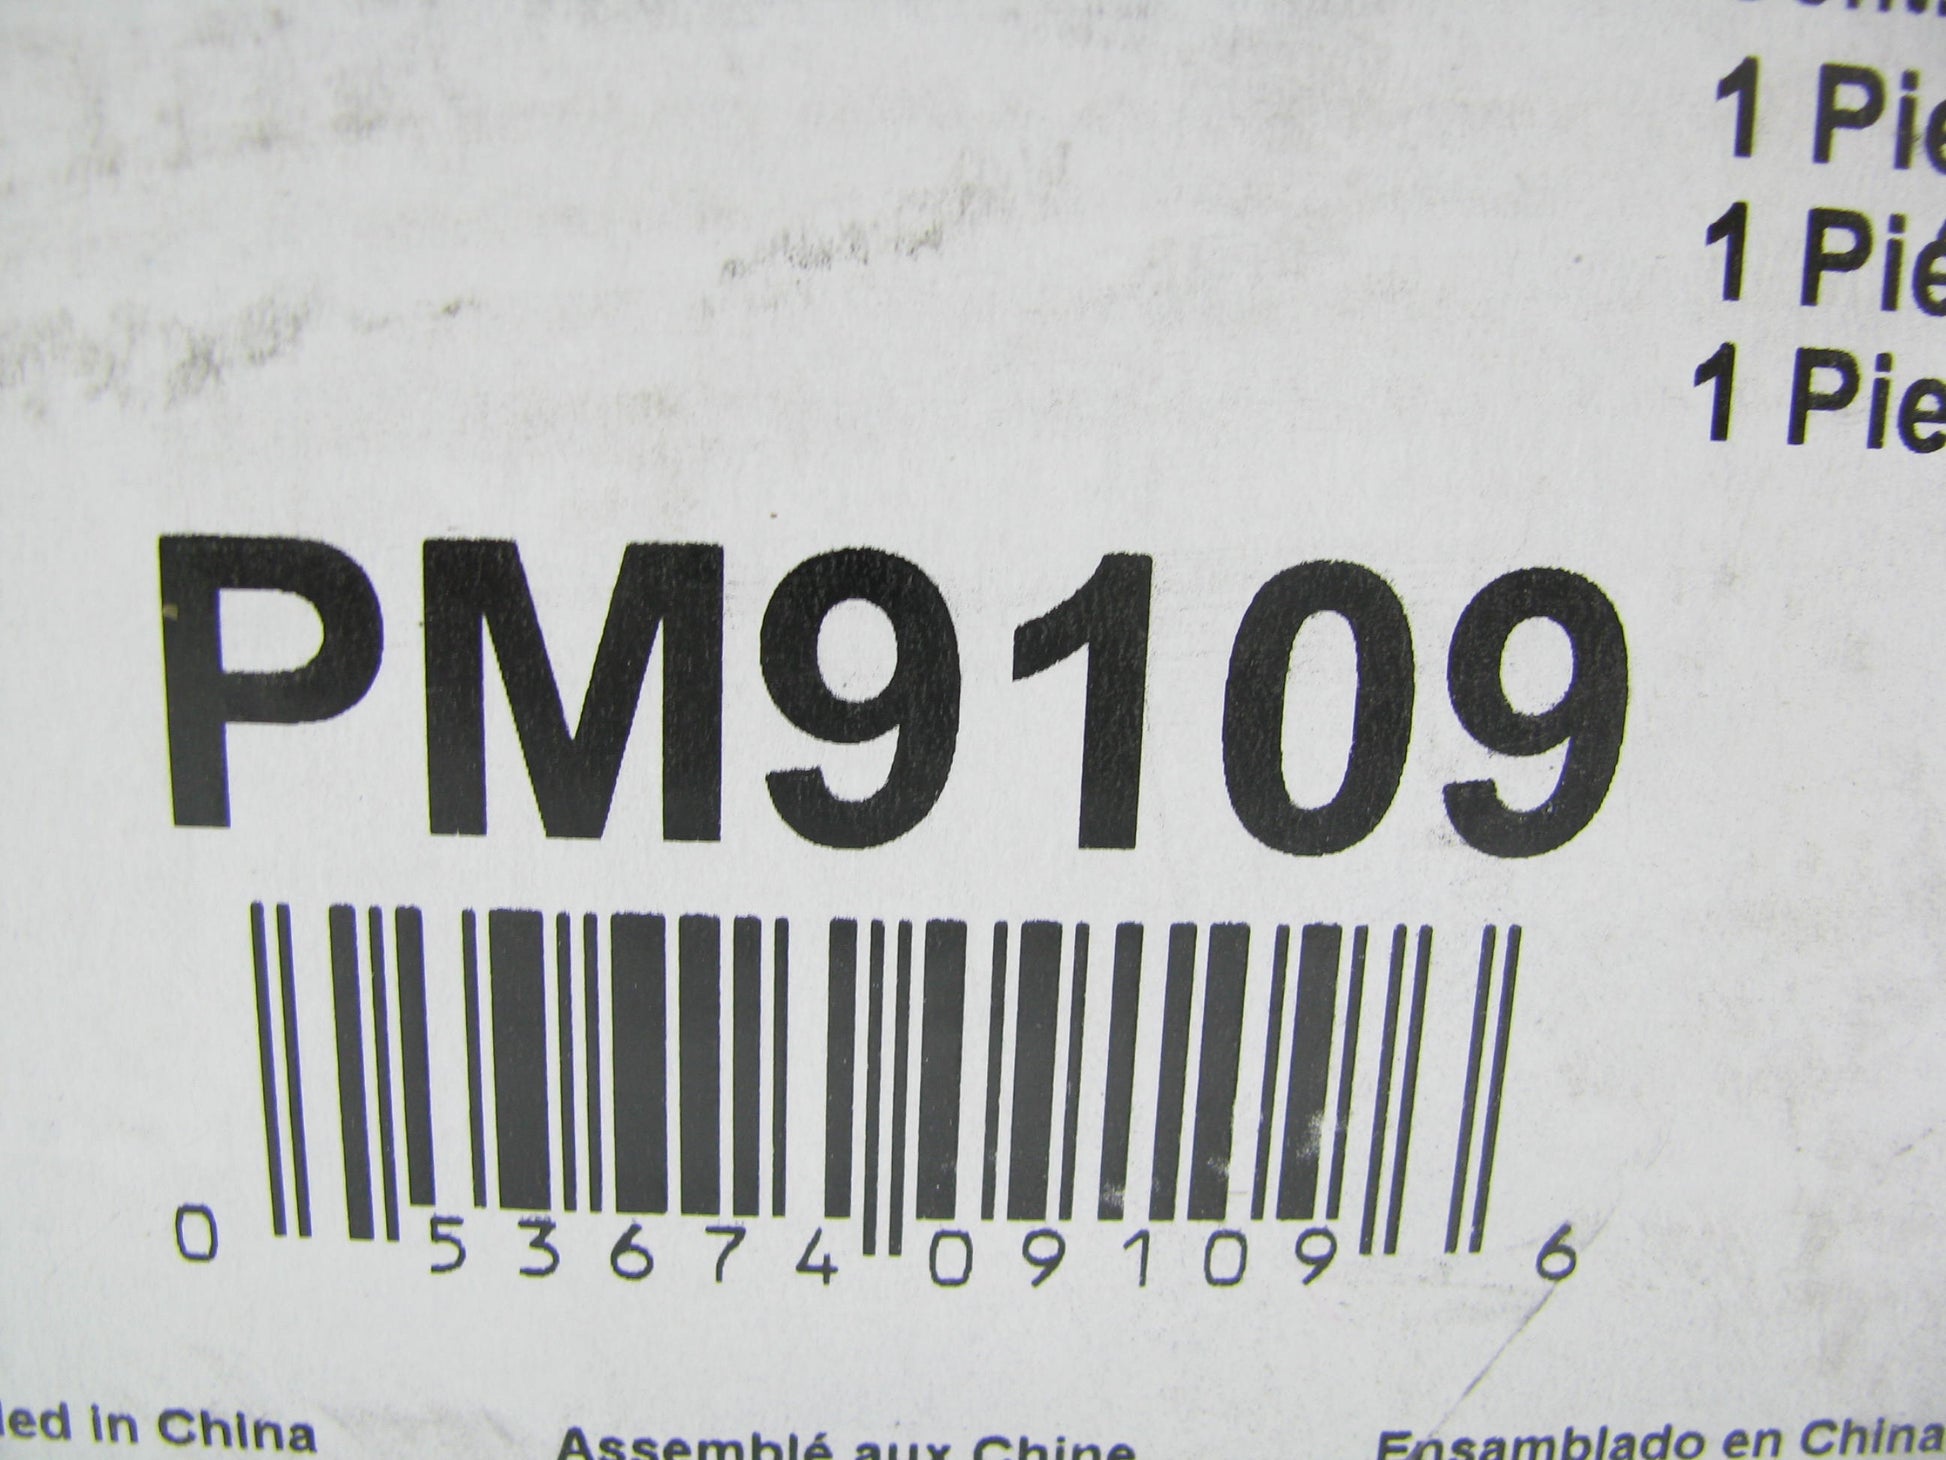 1 Pie
1 Pié
1 Pie
PM9109
0 53674 09109 6
led in China
Assemblé aux Chine
Ensamblado en China